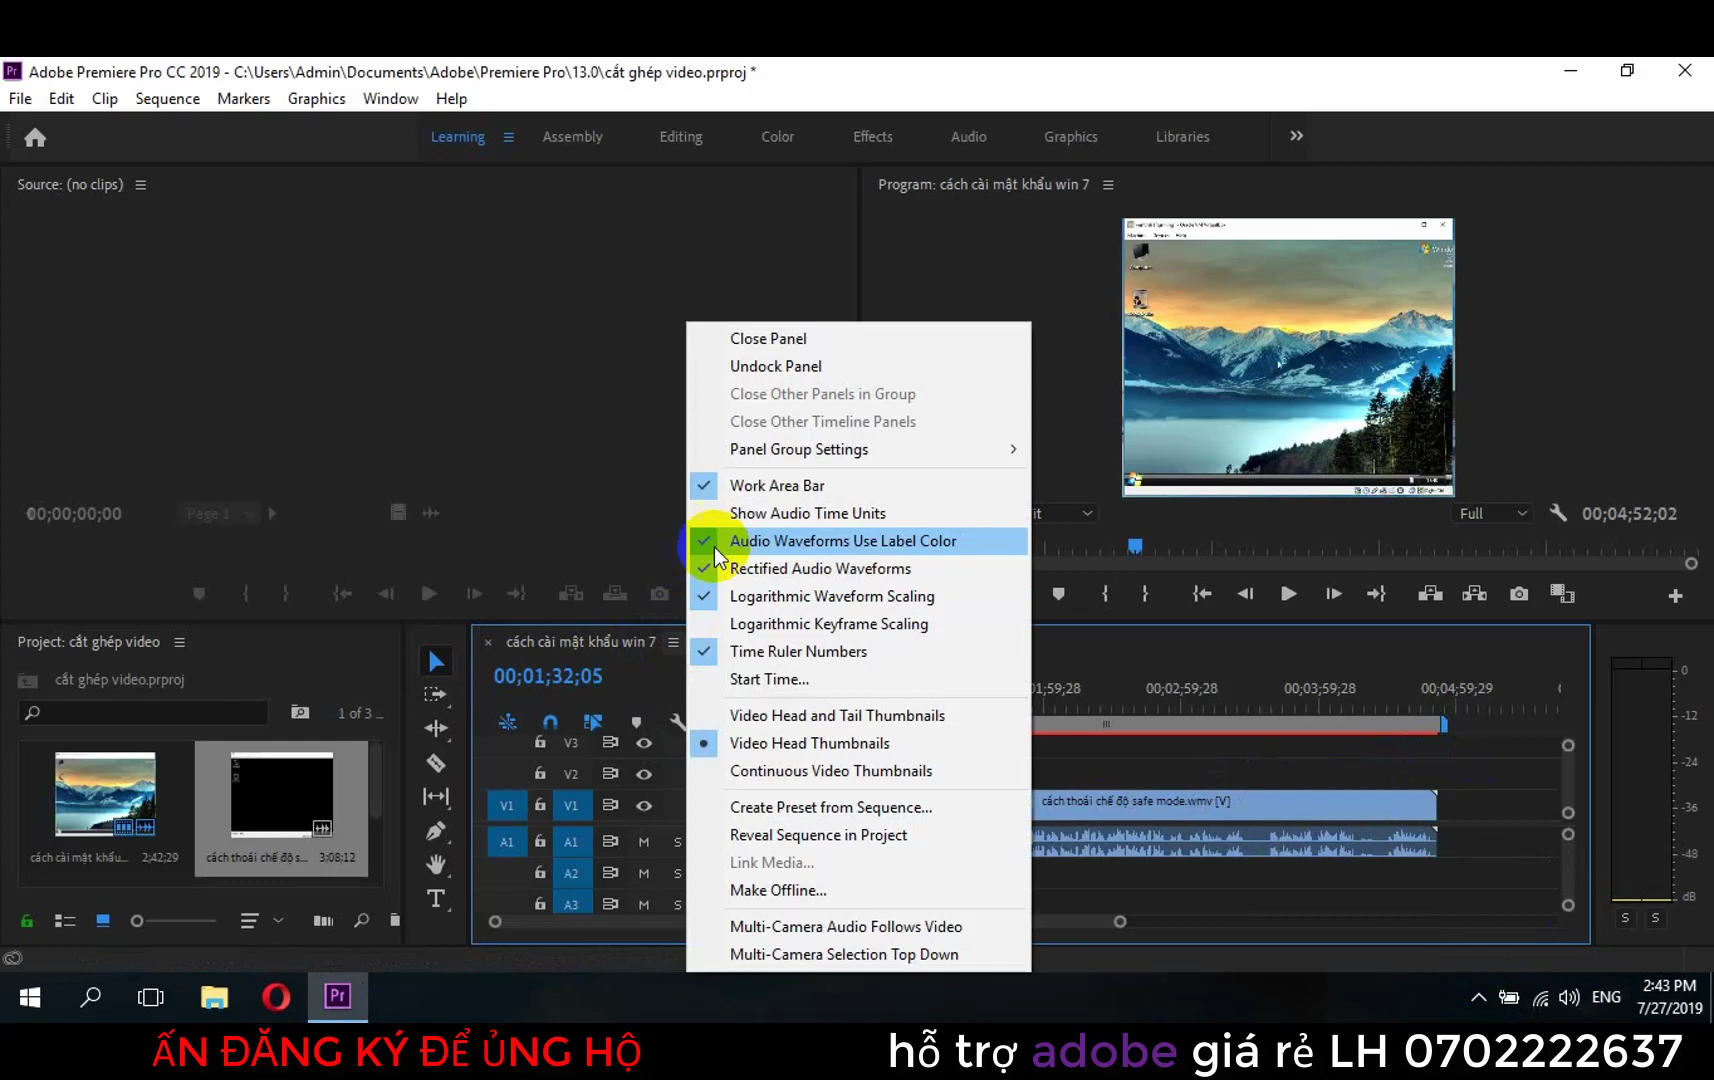 Adobe Premiere Pro CC 2019 - C:\Users\Admin\Documents\Adobe\Premiere Pro\13.0\cắt ghép video.prproj *
File Edit Clip Sequence Markers Graphics Window Help
Learning Assembly Editing Color Effects Audio Graphics Libraries
Source: (no clips)
Program: cách cài mật khẩu win 7
Close Panel
Undock Panel
Close Other Panels in Group
Close Other Timeline Panels
Panel Group Settings
Work Area Bar
Show Audio Time Units
Audio Waveforms Use Label Color
Rectified Audio Waveforms
Logarithmic Waveform Scaling
Logarithmic Keyframe Scaling
Time Ruler Numbers
Start Time...
Video Head and Tail Thumbnails
Video Head Thumbnails
Continuous Video Thumbnails
Create Preset from Sequence...
Reveal Sequence in Project
Link Media...
Make Offline...
Multi-Camera Audio Follows Video
Multi-Camera Selection Top Down
00;00;00;00 Page 1
it Full 00;04;52;02
Project: cắt ghép video
cắt ghép video.prproj
1 of 3 ...
cách cài mật khẩu... 2;42;29
cách thoái chế độ s... 3;08;12
cách cài mật khẩu win 7
00;01;32;05
1;59;28 00;02;59;28 00;03;59;28 00;04;59;29
V3
V2
V1 V1
A1 A1 M S
A2 M S
A3 M S
cách thoái chế độ safe mode.wmv [V]
0
-12
-24
-36
-48
dB
S S
Pr
ENG
2:43 PM
7/27/2019
ẤN ĐĂNG KÝ ĐỂ ỦNG HỘ
hỗ trợ adobe giá rẻ LH 0702222637